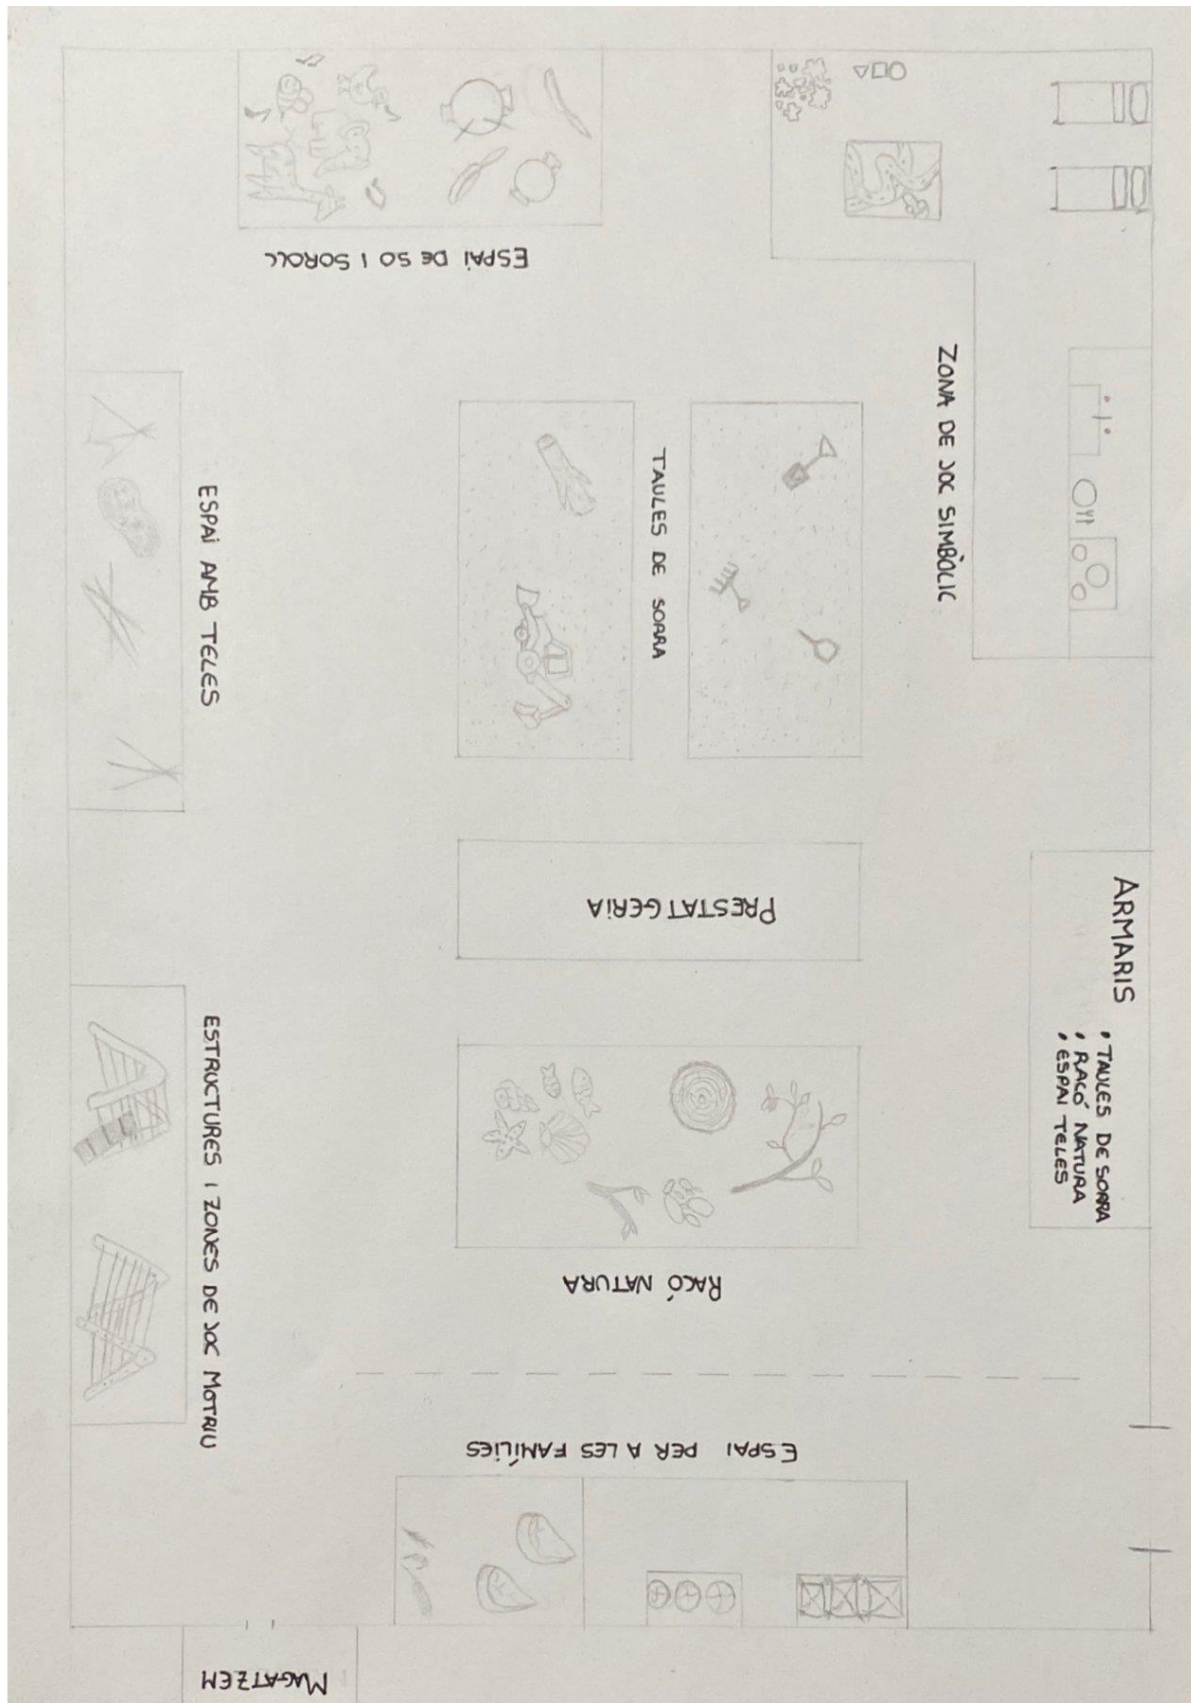 ESPAI DE SO I SOROLL
ZONA DE JOC SIMBÒLIC
TAULES DE SORRA
ESPAI AMB TELES
PRESTATGERIA
ARMARIS
• TAULES DE SORRA
• RACÓ NATURA
• ESPAI TELES
ESTRUCTURES I ZONES DE JOC MOTRIU
RACÓ NATURA
ESPAI PER A LES FAMÍLIES
MAGATZEM